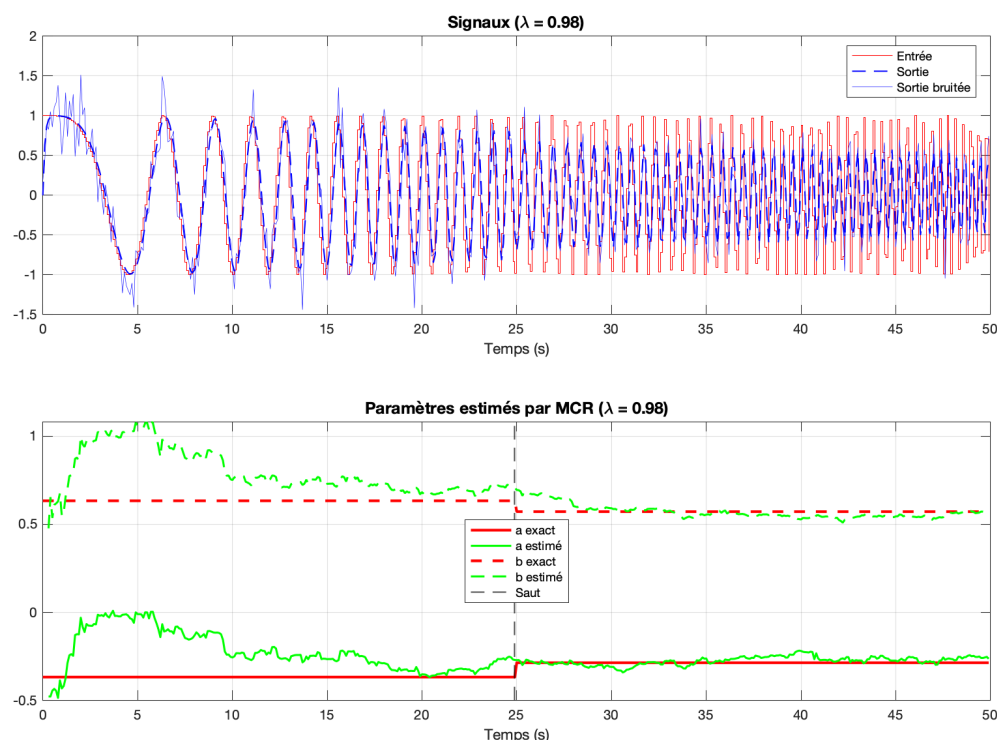 Signaux (λ = 0.98)
2
1.5
1
0.5
0
-0.5
-1
-1.5
Entrée
Sortie
Sortie bruitée
0 5 10 15 20 25 30 35 40 45 50
Temps (s)
Paramètres estimés par MCR (λ = 0.98)
1
0.5
0
-0.5
a exact
a estimé
b exact
b estimé
Saut
0 5 10 15 20 25 30 35 40 45 50
Temps (s)